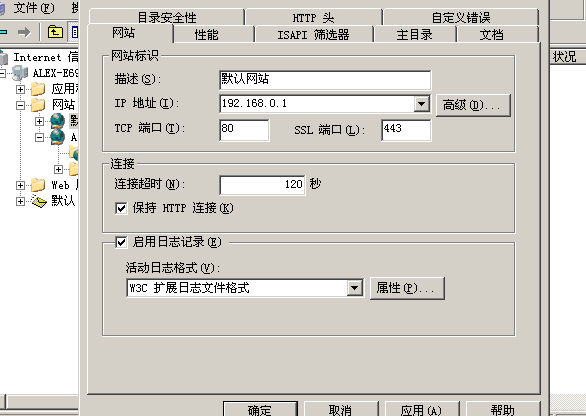 文件(F)
目录安全性 HTTP 头 自定义错误
网站 性能 ISAPI 筛选器 主目录 文档
状况
Internet 信
ALEX-E69
应用
网站
默
A
Web
默认
网站标识
描述(S): 默认网站
IP 地址(I): 192.168.0.1 高级(D)...
TCP 端口(T): 80 SSL 端口(L): 443
连接
连接超时(N): 120 秒
保持 HTTP 连接(K)
启用日志记录(E)
活动日志格式(V):
W3C 扩展日志文件格式 属性(P)...
确定 取消 应用(A) 帮助